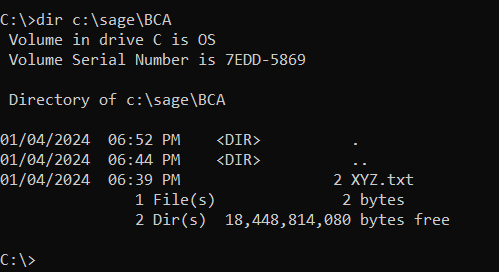 C:\>dir c:\sage\BCA
Volume in drive C is OS
Volume Serial Number is 7EDD-5869
Directory of c:\sage\BCA
01/04/2024  06:52 PM    <DIR>          .
01/04/2024  06:44 PM    <DIR>          ..
01/04/2024  06:39 PM                 2 XYZ.txt
1 File(s)              2 bytes
2 Dir(s)  18,448,814,080 bytes free
C:\>